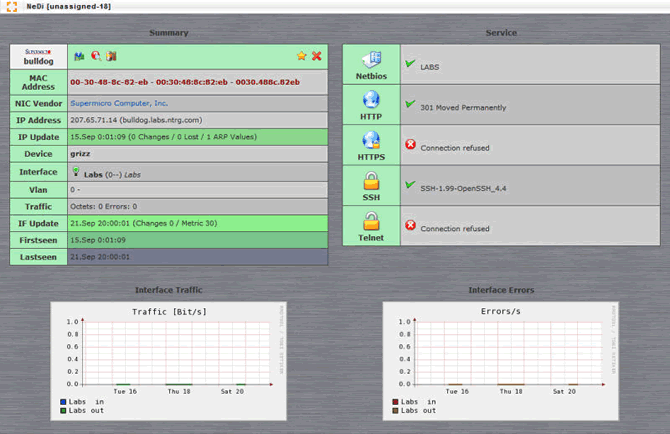 NeDi [unassigned-18]
Summary
SUPERMICRO
bulldog
MAC Address
00-30-48-8c-82-eb - 00:30:48:8c:82:eb - 0030.488c.82eb
NIC Vendor
Supermicro Computer, Inc.
IP Address
207.65.71.14 (bulldog.labs.ntrg.com)
IP Update
15.Sep 0:01:09 (0 Changes / 0 Lost / 1 ARP Values)
Device
grizz
Interface
Labs (0--) Labs
Vlan
0 -
Traffic
Octets: 0 Errors: 0
IF Update
21.Sep 20:00:01 (Changes 0 / Metric 30)
Firstseen
15.Sep 0:01:09
Lastseen
21.Sep 20:00:01
Service
Netbios
LABS
HTTP
301 Moved Permanently
HTTPS
Connection refused
SSH
SSH-1.99-OpenSSH_4.4
Telnet
Connection refused
Interface Traffic
Traffic [Bit/s]
1.0
0.8
0.6
0.4
0.2
0.0
Tue 16 Thu 18 Sat 20
Labs in
Labs out
RRDTOOL / TOBI OETIKER
Interface Errors
Errors/s
1.0
0.8
0.6
0.4
0.2
0.0
Tue 16 Thu 18 Sat 20
Labs in
Labs out
RRDTOOL / TOBI OETIKER